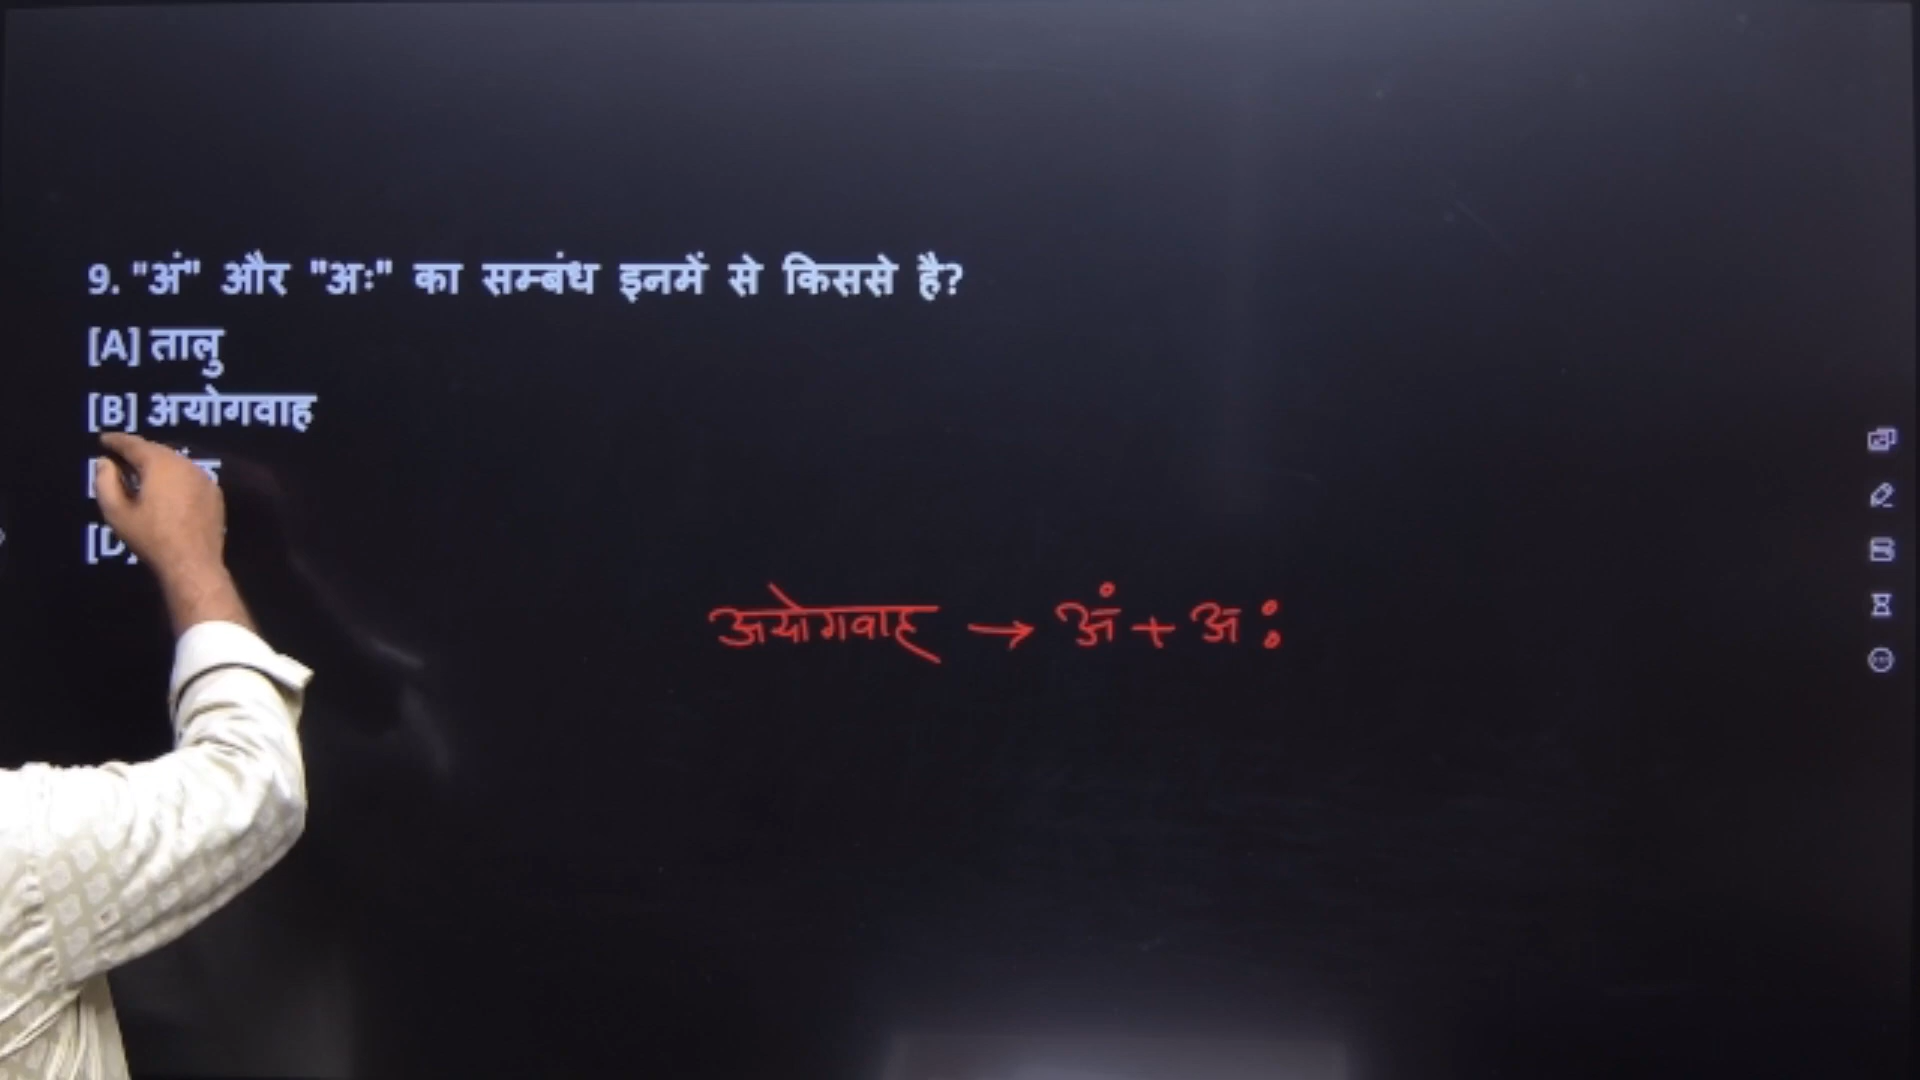 9. "अं" और "अः" का सम्बंध इनमें से किससे है?
[A] तालु
[B] अयोगवाह
[D]
अयोगवाह → अं + अः